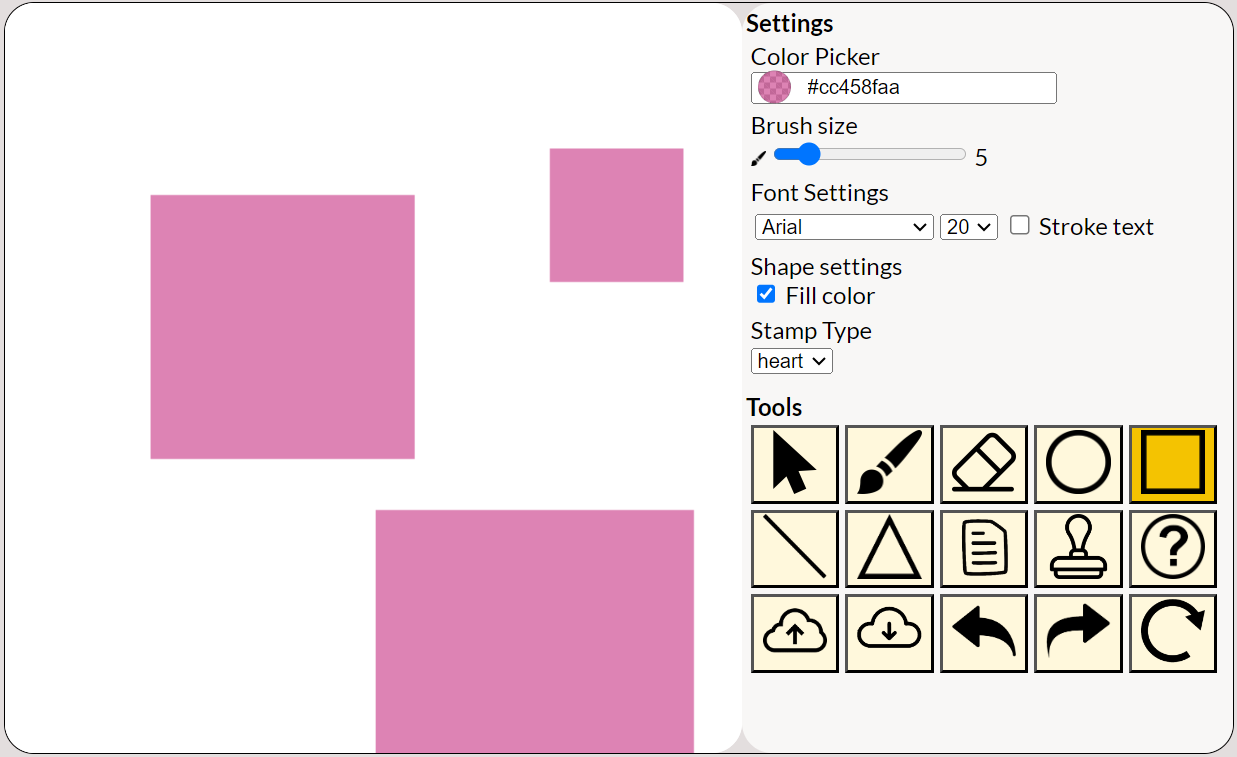 Settings
Color Picker
#cc458faa
Brush size
5
Font Settings
Arial 20 Stroke text
Shape settings
Fill color
Stamp Type
heart
Tools
?